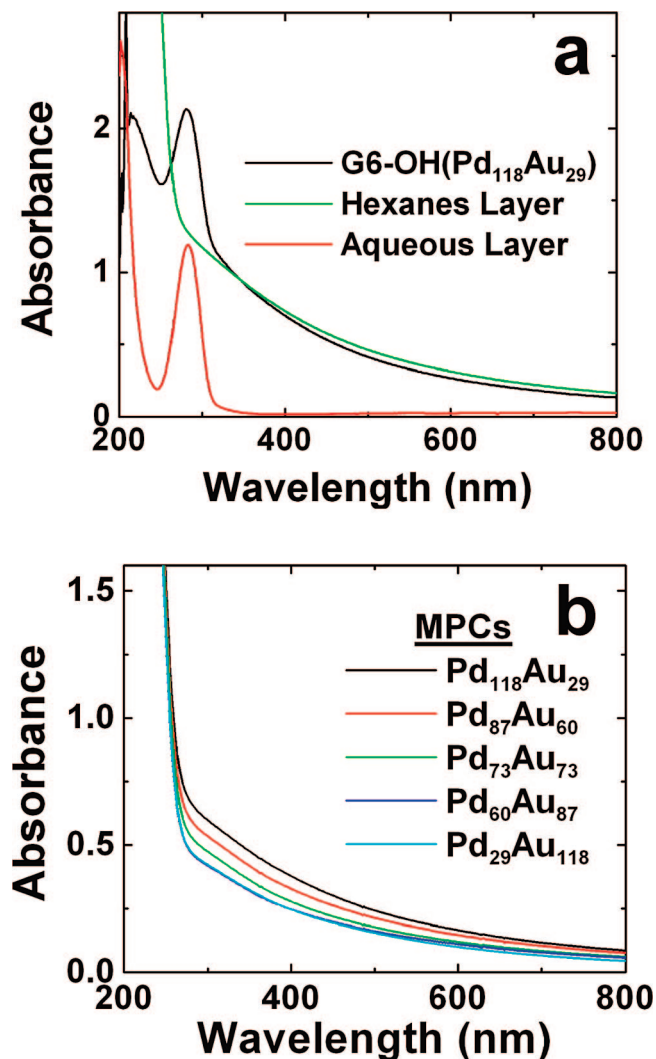 a
2
1
0
Absorbance
G6-OH(Pd₁₁₈Au₂₉)
Hexanes Layer
Aqueous Layer
200 400 600 800
Wavelength (nm)
b
1.5
1.0
0.5
0.0
Absorbance
MPCs
Pd₁₁₈Au₂₉
Pd₈₇Au₆₀
Pd₇₃Au₇₃
Pd₆₀Au₈₇
Pd₂₉Au₁₁₈
200 400 600 800
Wavelength (nm)